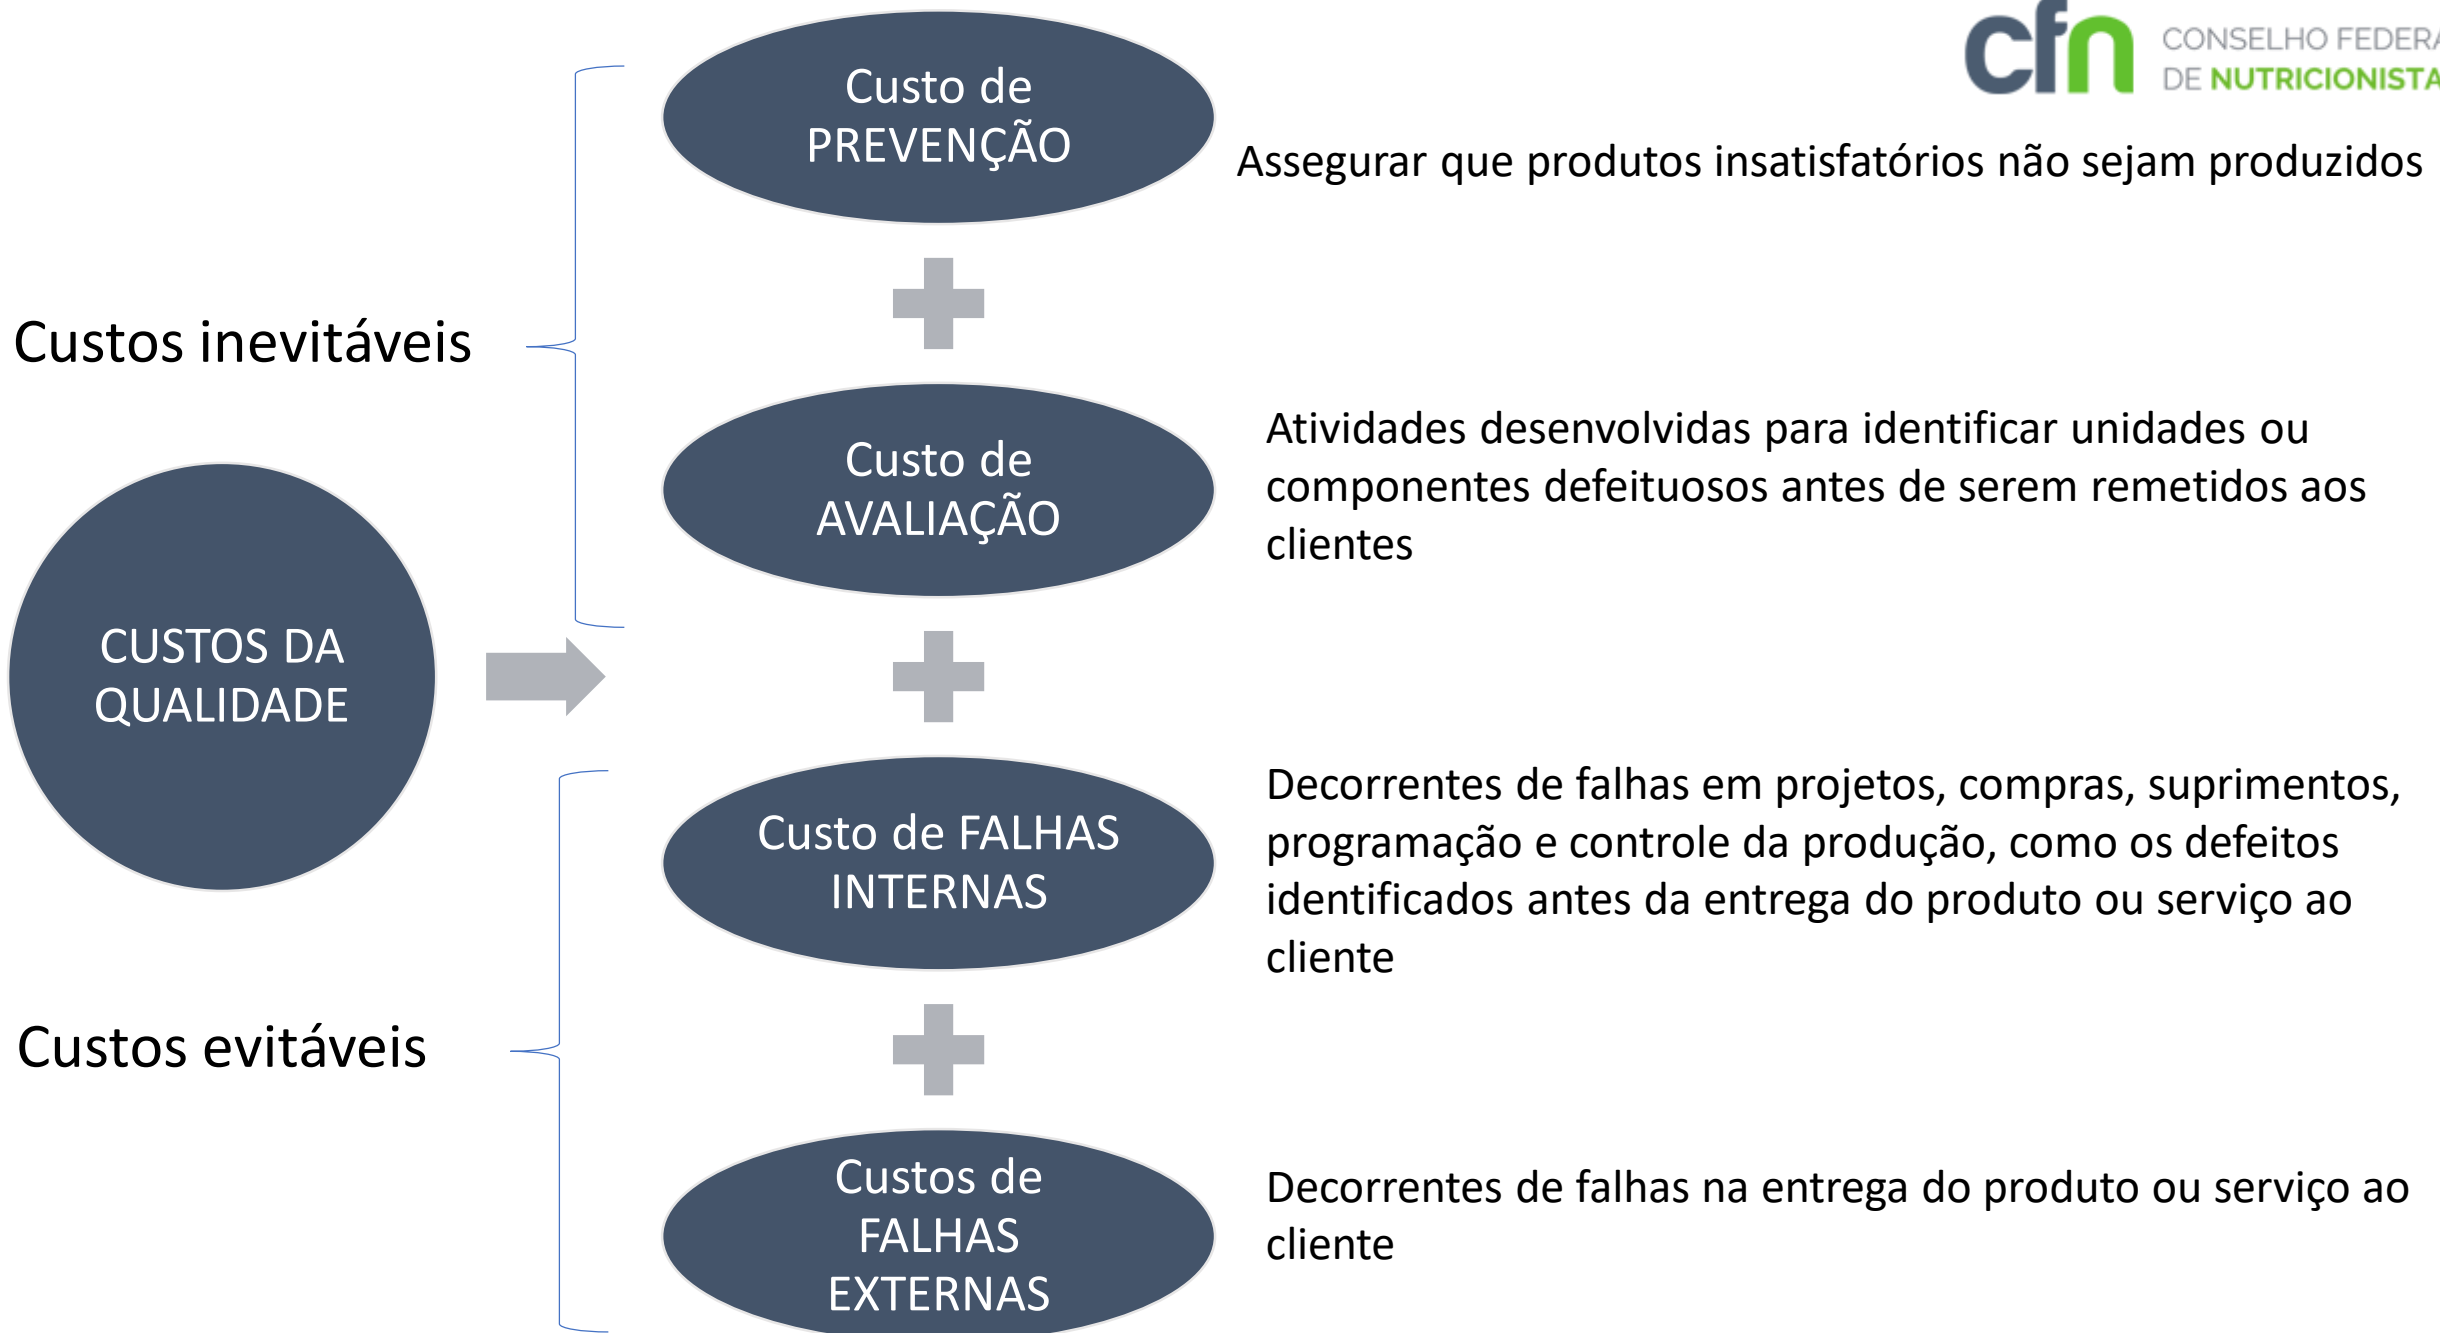 cfn CONSELHO FEDERA
DE NUTRICIONISTA
Custo de
PREVENÇÃO
Assegurar que produtos insatisfatórios não sejam produzidos
Custos inevitáveis
Custo de
AVALIAÇÃO
Atividades desenvolvidas para identificar unidades ou
componentes defeituosos antes de serem remetidos aos
clientes
CUSTOS DA
QUALIDADE
Custo de FALHAS
INTERNAS
Decorrentes de falhas em projetos, compras, suprimentos,
programação e controle da produção, como os defeitos
identificados antes da entrega do produto ou serviço ao
cliente
Custos evitáveis
Custos de
FALHAS
EXTERNAS
Decorrentes de falhas na entrega do produto ou serviço ao
cliente